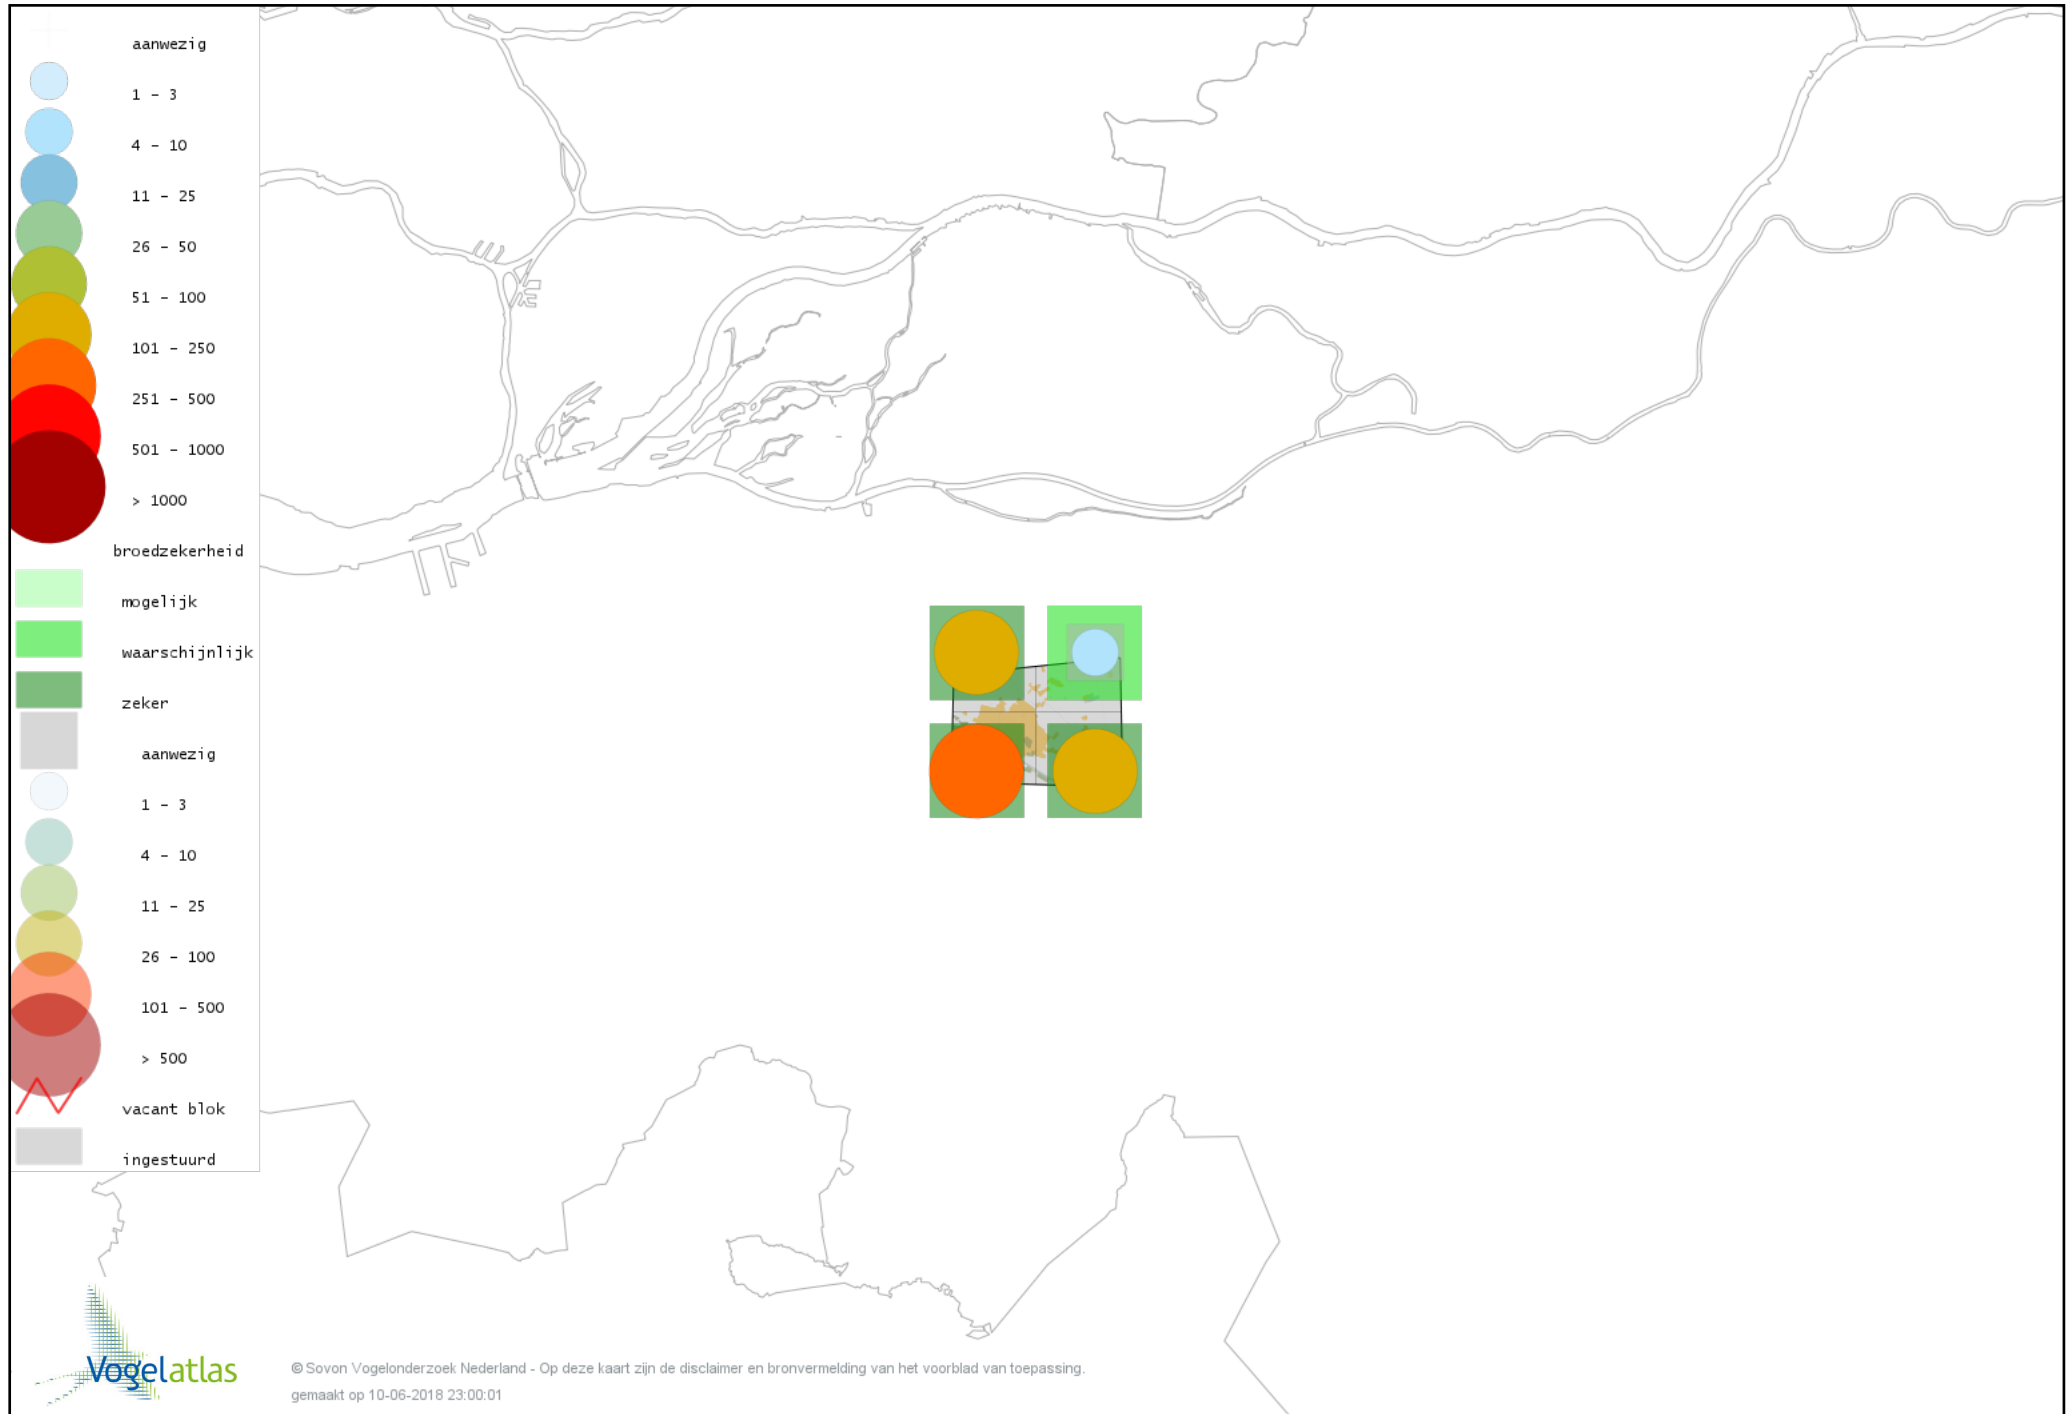 aanwezig
1 - 3
4 - 10
11 - 25
26 - 50
51 - 100
101 - 250
251 - 500
501 - 1000
> 1000
broedzekerheid
mogelijk
waarschijnlijk
zeker
aanwezig
1 - 3
4 - 10
11 - 25
26 - 100
101 - 500
> 500
vacant blok
ingestuurd
Vogelatlas
© Sovon Vogelonderzoek Nederland - Op deze kaart zijn de disclaimer en bronvermelding van het voorblad van toepassing.
gemaakt op 10-06-2018 23:00:01